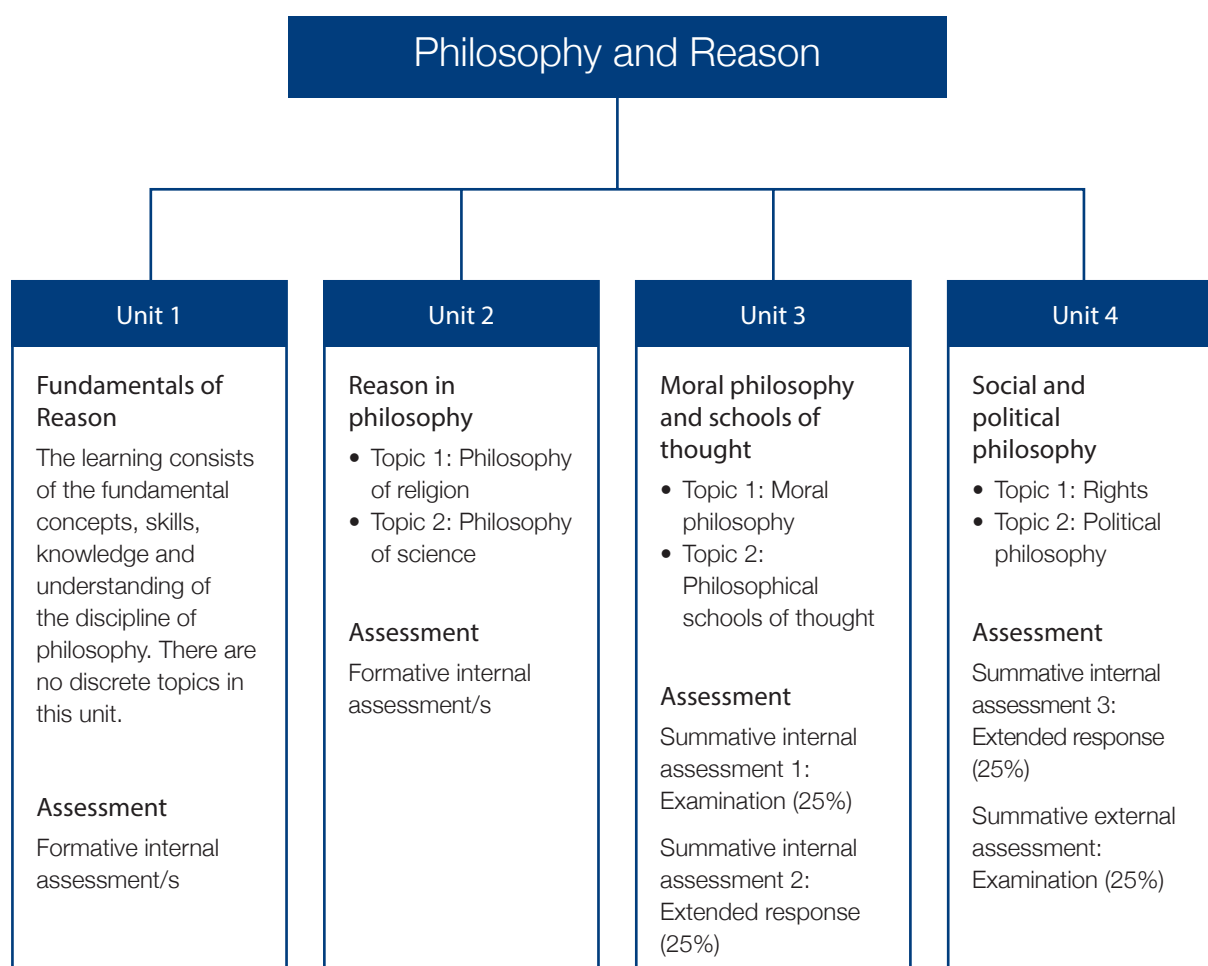 Philosophy and Reason
Unit 1
Fundamentals of
Reason
The learning consists
of the fundamental
concepts, skills,
knowledge and
understanding of
the discipline of
philosophy. There are
no discrete topics in
this unit.
Assessment
Formative internal
assessment/s
Unit 2
Reason in
philosophy
• Topic 1: Philosophy
of religion
• Topic 2: Philosophy
of science
Assessment
Formative internal
assessment/s
Unit 3
Moral philosophy
and schools of
thought
• Topic 1: Moral
philosophy
• Topic 2:
Philosophical
schools of thought
Assessment
Summative internal
assessment 1:
Examination (25%)
Summative internal
assessment 2:
Extended response
(25%)
Unit 4
Social and
political
philosophy
• Topic 1: Rights
• Topic 2: Political
philosophy
Assessment
Summative internal
assessment 3:
Extended response
(25%)
Summative external
assessment:
Examination (25%)